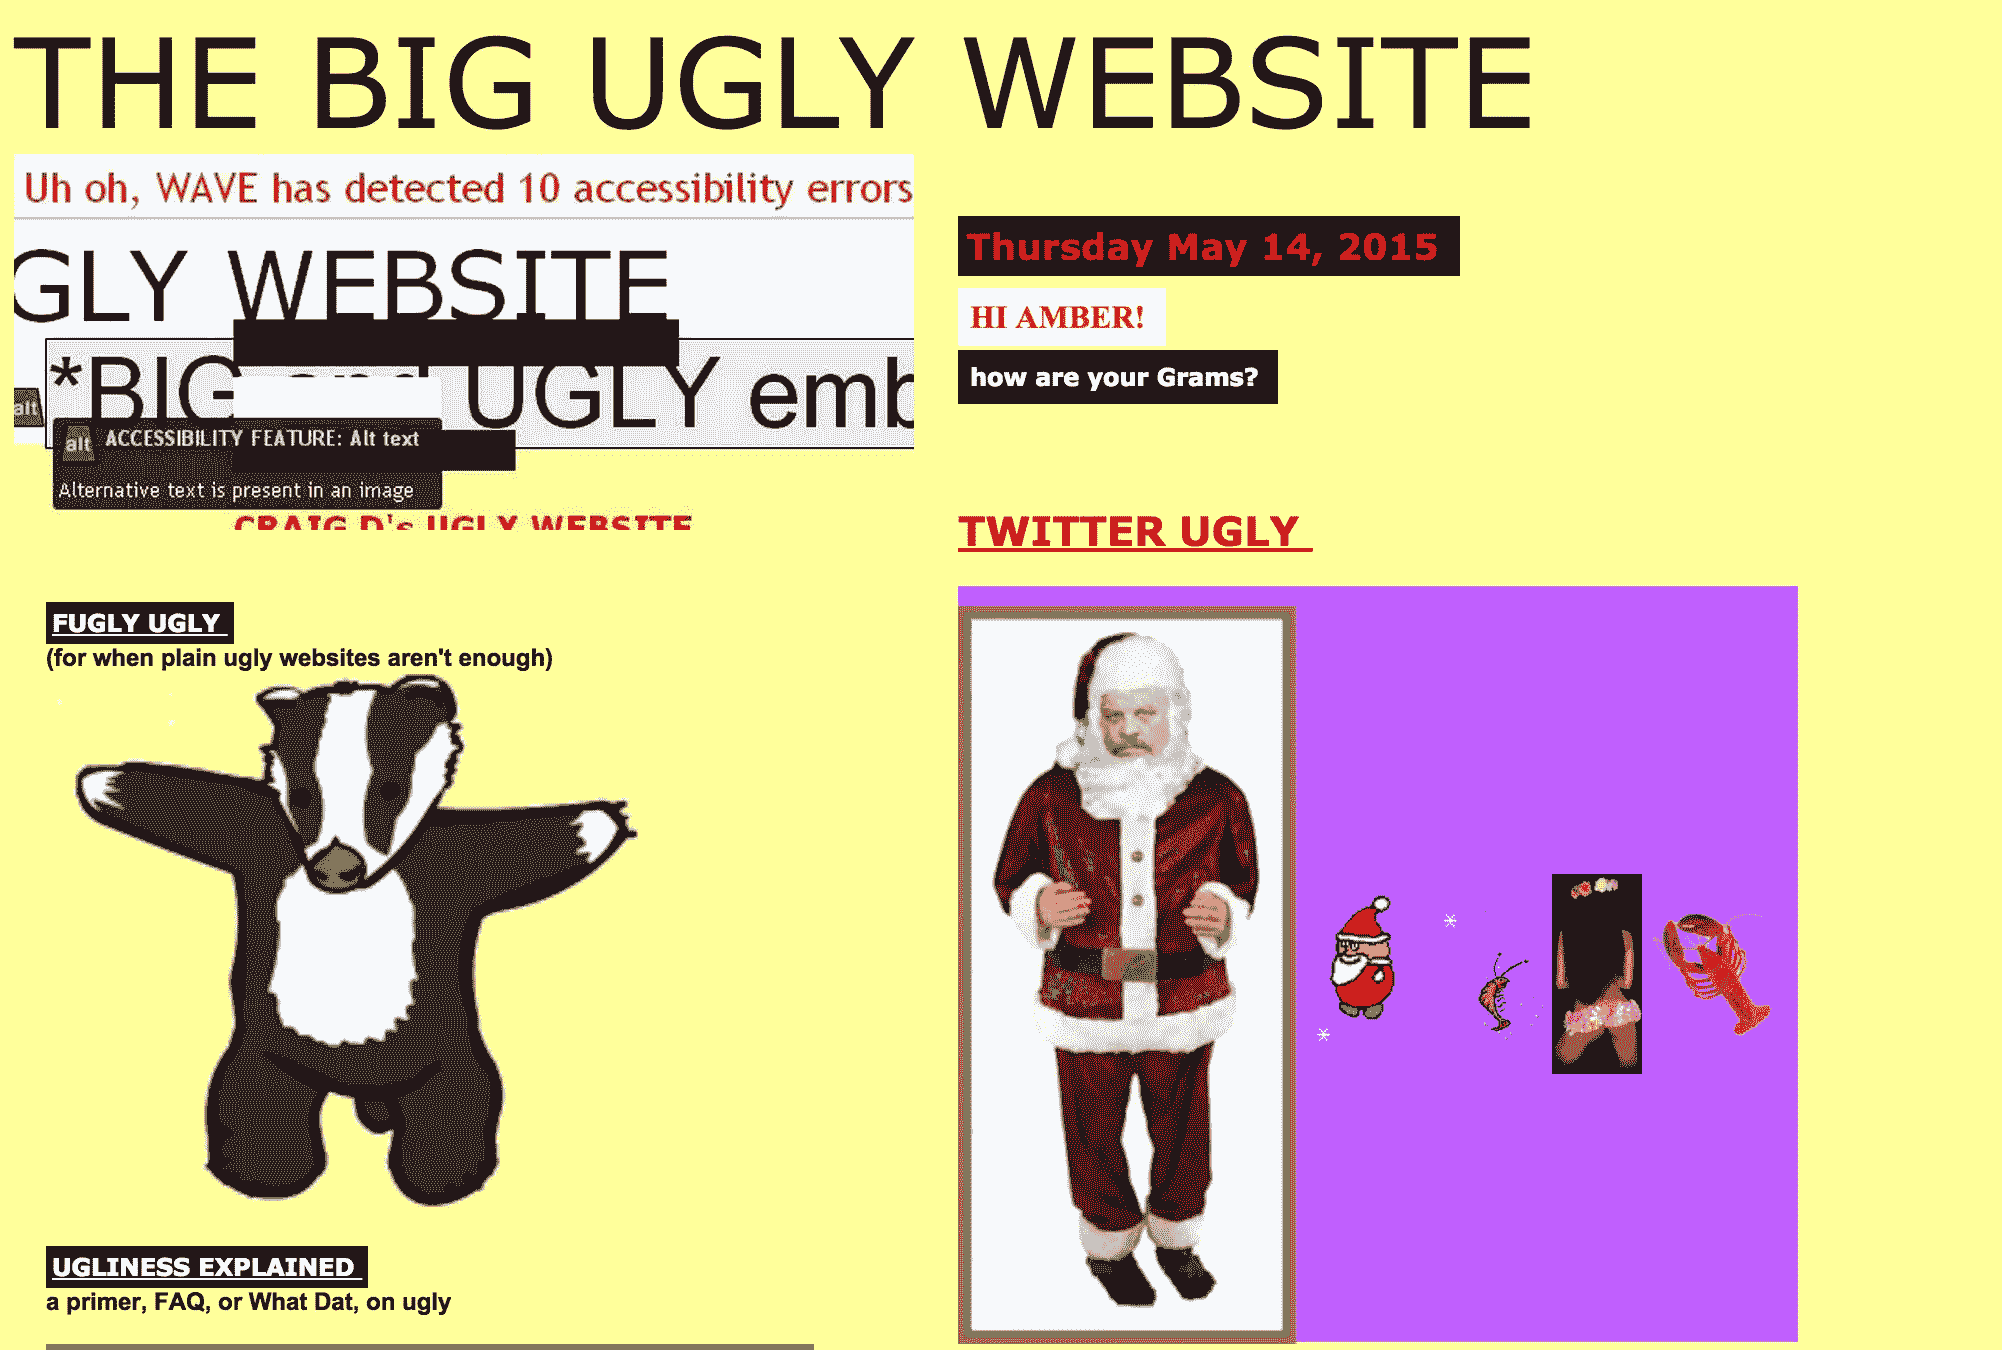 THE BIG UGLY WEBSITE
Uh oh, WAVE has detected 10 accessibility errors
GLY WEBSITE
*BIG and UGLY emb
alt
alt ACCESSIBILITY FEATURE: Alt text
Alternative text is present in an image
CRAIG D's UGLY WEBSITE
Thursday May 14, 2015
HI AMBER!
how are your Grams?
TWITTER UGLY
FUGLY UGLY
(for when plain ugly websites aren't enough)
UGLINESS EXPLAINED
a primer, FAQ, or What Dat, on ugly